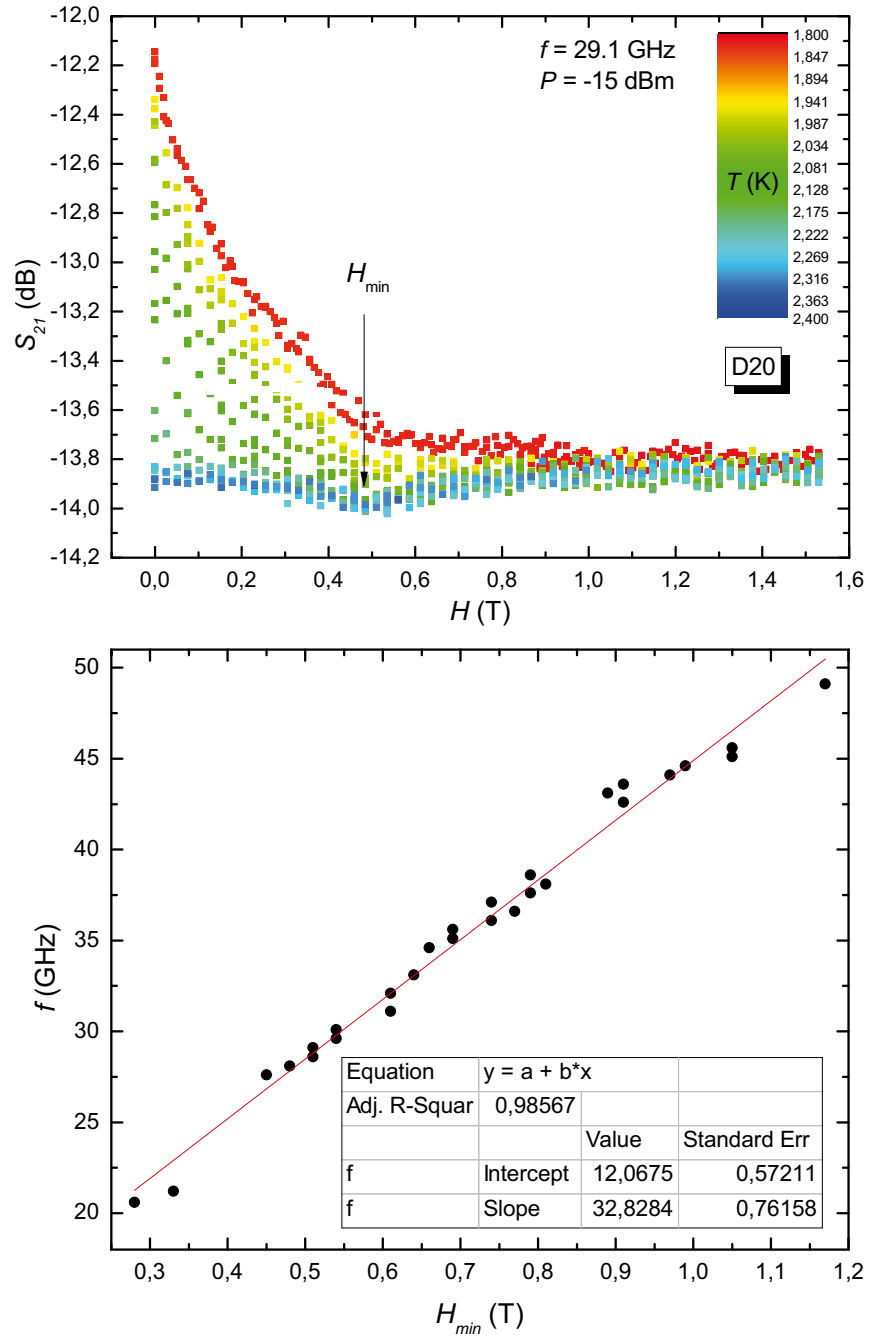 -12,0
-12,2
-12,4
-12,6
-12,8
-13,0
-13,2
-13,4
-13,6
-13,8
-14,0
-14,2
S21 (dB)
f = 29.1 GHz
P = -15 dBm
1,800
1,847
1,894
1,941
1,987
2,034
2,081
2,128
2,175
2,222
2,269
2,316
2,363
2,400
T (K)
Hmin
D20
0,0 0,2 0,4 0,6 0,8 1,0 1,2 1,4 1,6
H (T)
50
45
40
35
30
25
20
f (GHz)
Equation y = a + b*x
Adj. R-Squar 0,98567
Value Standard Err
f Intercept 12,0675 0,57211
f Slope 32,8284 0,76158
0,3 0,4 0,5 0,6 0,7 0,8 0,9 1,0 1,1 1,2
Hmin (T)